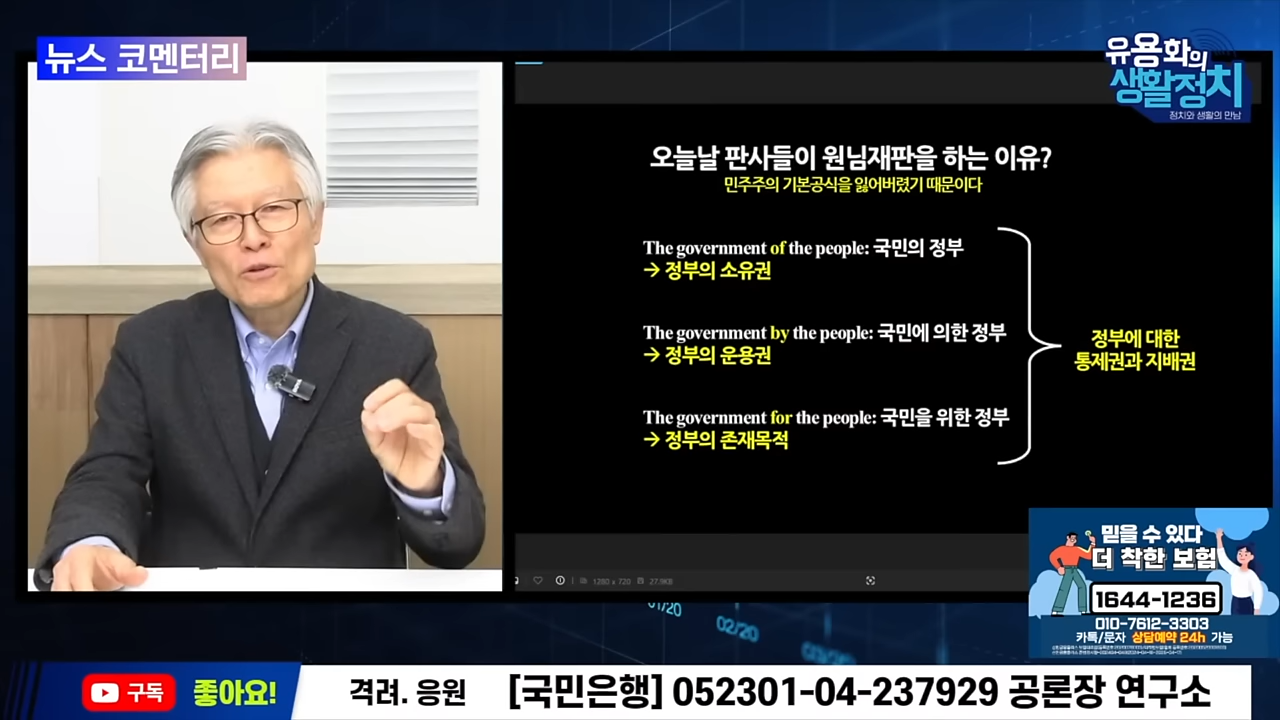 뉴스 코멘터리
유용화의
생활정치
정치와 생활의 만남
오늘날 판사들이 원님재판을 하는 이유?
민주주의 기본공식을 잃어버렸기 때문이다
The government of the people: 국민의 정부
→ 정부의 소유권
The government by the people: 국민에 의한 정부
→ 정부의 운용권
The government for the people: 국민을 위한 정부
→ 정부의 존재목적
정부에 대한
통제권과 지배권
1280 x 720
27.9KB
01/20
02/20
믿을 수 있다
더 착한 보험
1644-1236
010-7612-3303
카톡/문자 상담예약 24h 가능
구독 좋아요!
격려. 응원 [국민은행] 052301-04-237929 공론장 연구소